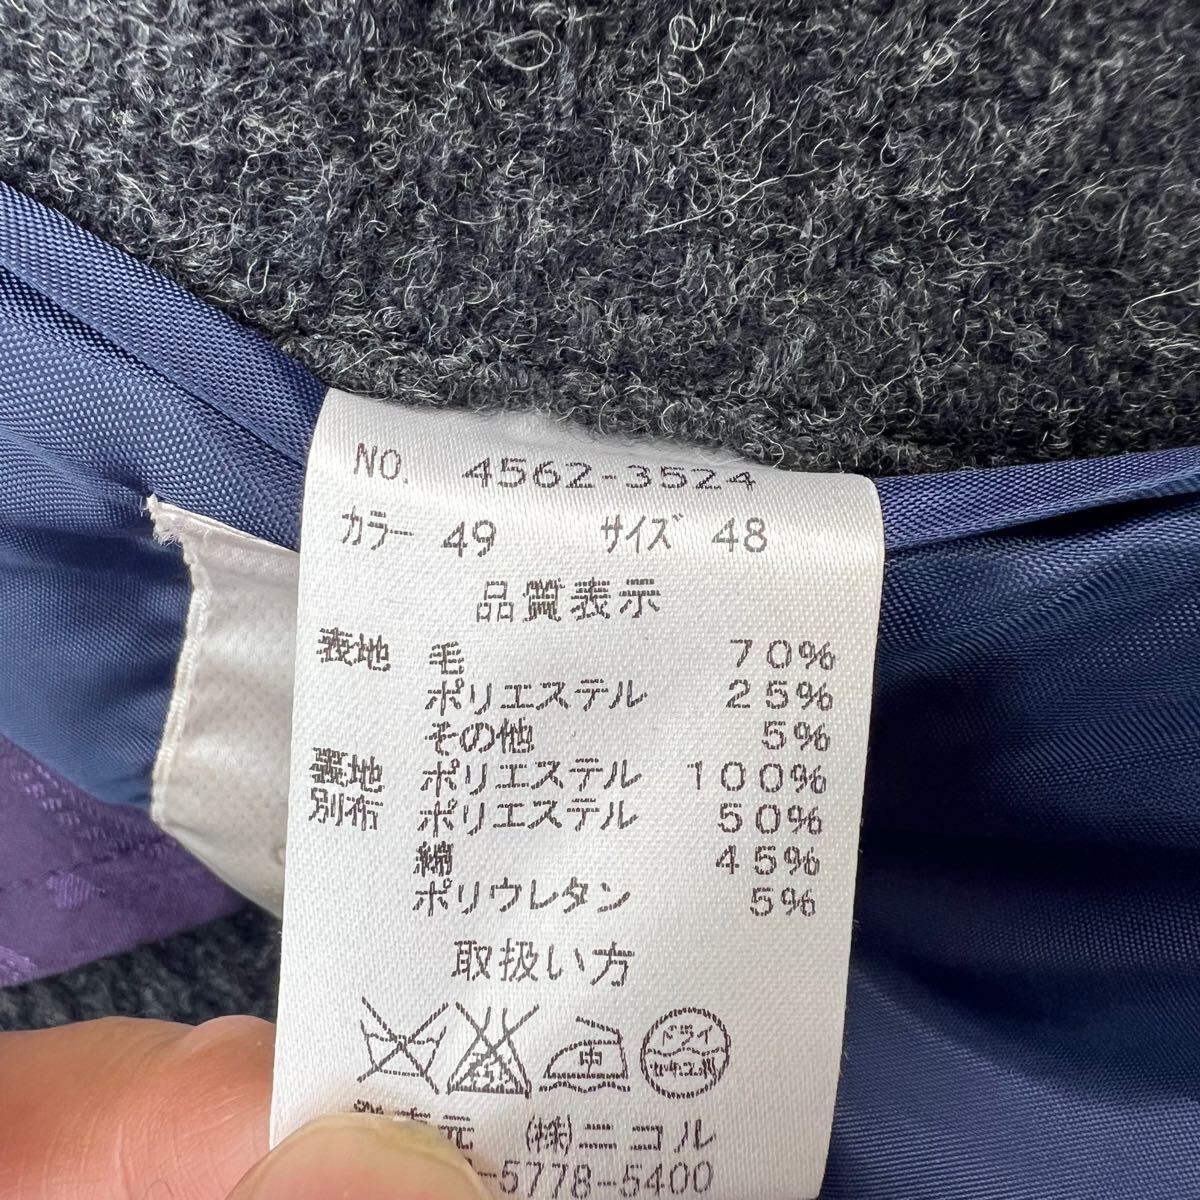 NO. 4562-3524
カラー 49 サイズ 48
品質表示
表地 毛 70%
ポリエステル 25%
その他 5%
裏地 ポリエステル 100%
別布 ポリエステル 50%
綿 45%
ポリウレタン 5%
取扱い方
中 ドライ
元 (株)ニコル
-5778-5400